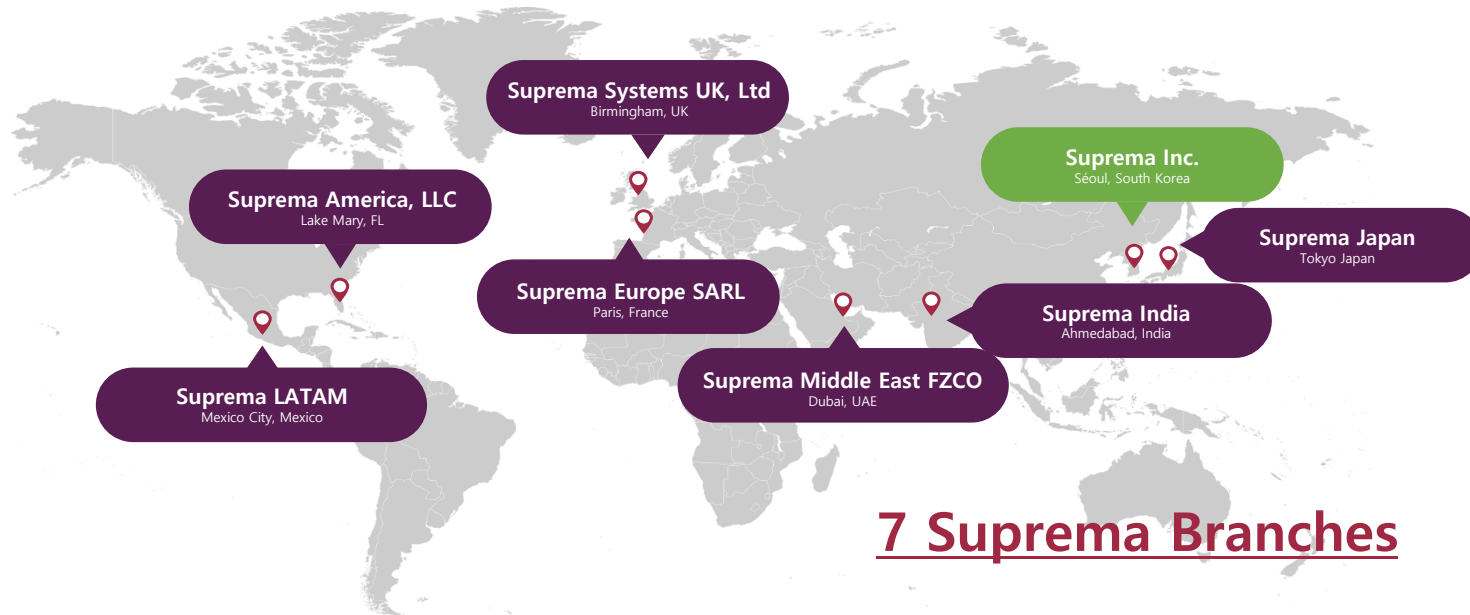 Suprema Systems UK, Ltd
Birmingham, UK
Suprema Inc.
Séoul, South Korea
Suprema America, LLC
Lake Mary, FL
Suprema Japan
Tokyo Japan
Suprema Europe SARL
Paris, France
Suprema India
Ahmedabad, India
Suprema Middle East FZCO
Dubai, UAE
Suprema LATAM
Mexico City, Mexico
7 Suprema Branches